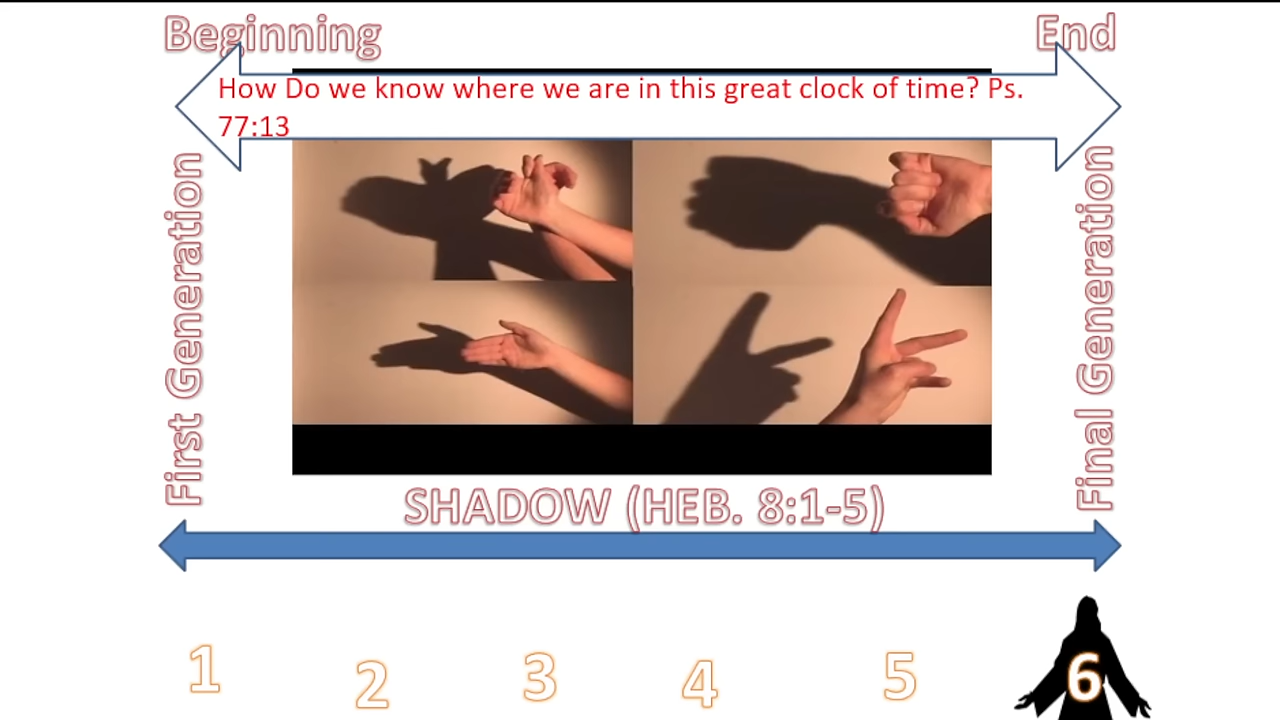 Beginning
End
How Do we know where we are in this great clock of time? Ps.
77:13
First Generation
Final Generation
SHADOW (HEB. 8:1-5)
1
2
3
4
5
6